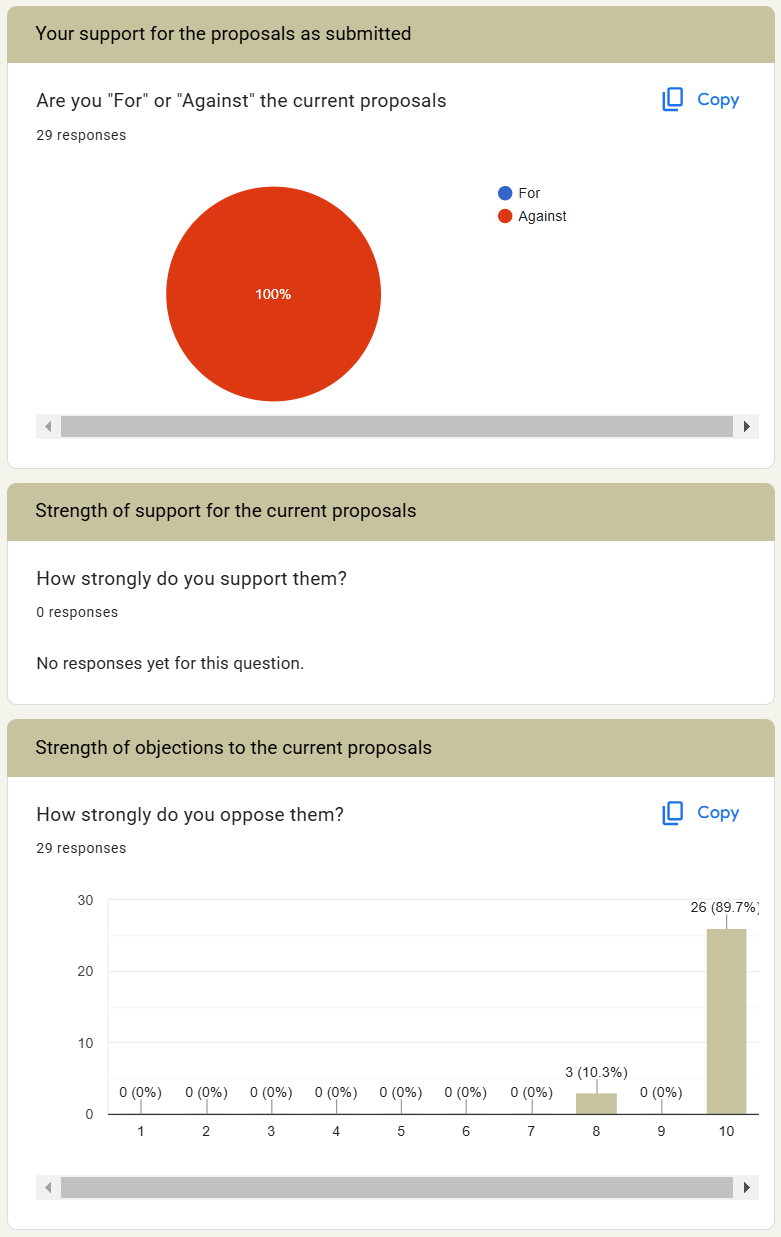 Your support for the proposals as submitted
Are you "For" or "Against" the current proposals
Copy
29 responses
For
Against
100%
Strength of support for the current proposals
How strongly do you support them?
0 responses
No responses yet for this question.
Strength of objections to the current proposals
How strongly do you oppose them?
Copy
29 responses
30
20
10
0
26 (89.7%)
3 (10.3%)
0 (0%) 0 (0%) 0 (0%) 0 (0%) 0 (0%) 0 (0%) 0 (0%) 0 (0%)
1 2 3 4 5 6 7 8 9 10